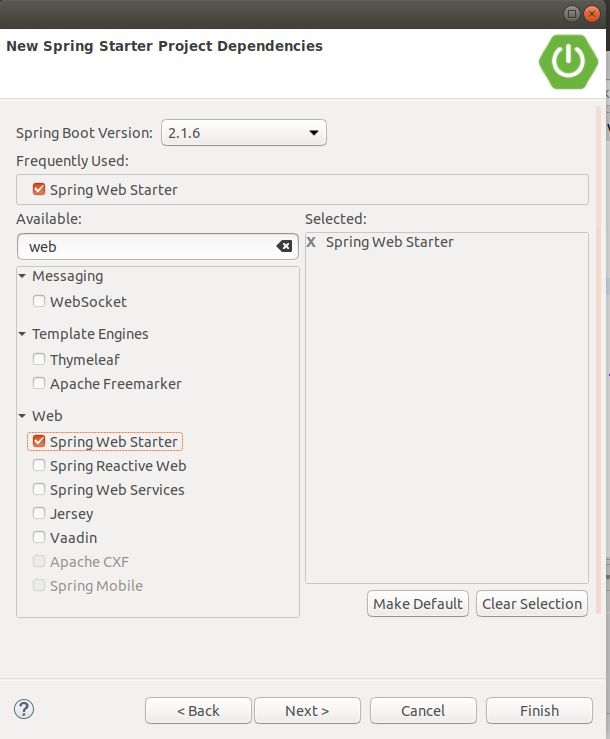 New Spring Starter Project Dependencies
Spring Boot Version: 2.1.6
Frequently Used:
Spring Web Starter
Available:
Selected:
web
X Spring Web Starter
Messaging
WebSocket
Template Engines
Thymeleaf
Apache Freemarker
Web
Spring Web Starter
Spring Reactive Web
Spring Web Services
Jersey
Vaadin
Apache CXF
Spring Mobile
Make Default
Clear Selection
?
< Back
Next >
Cancel
Finish